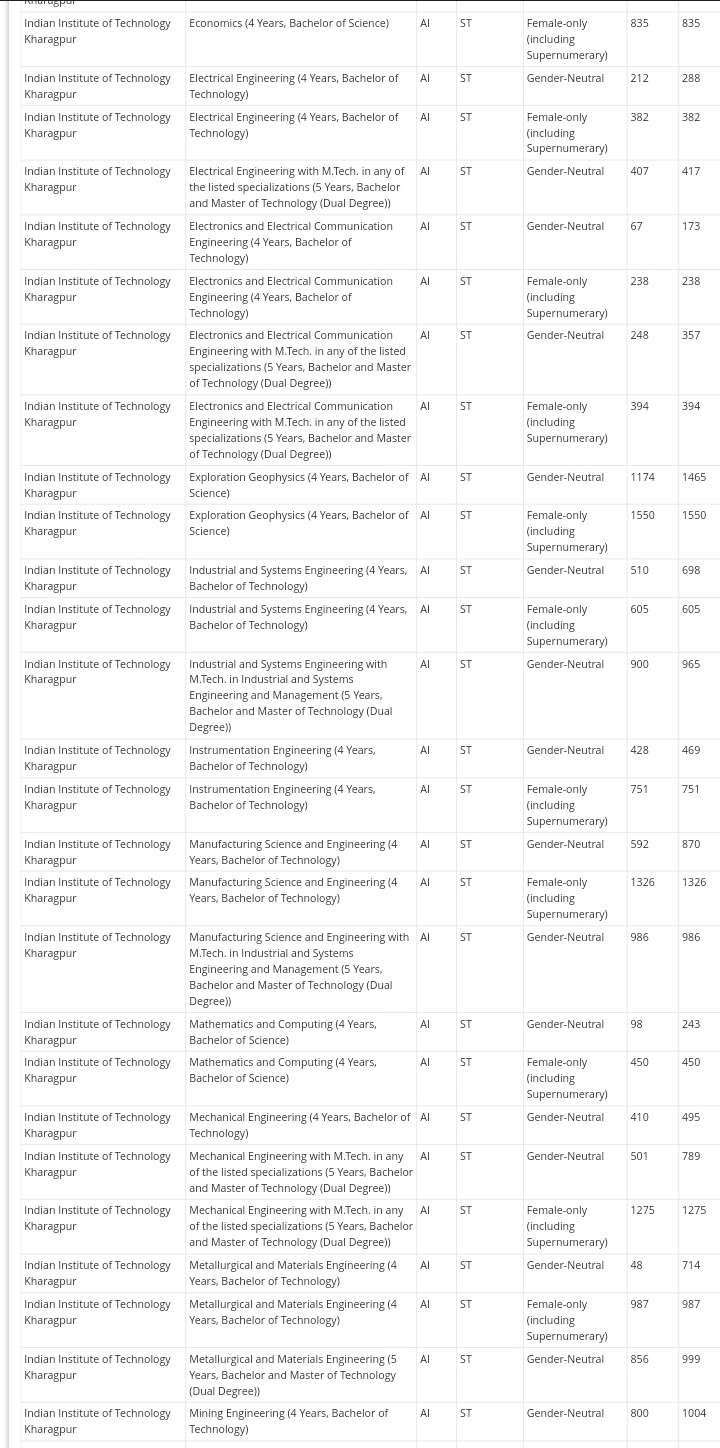 Indian Institute of Technology Economics (4 Years, Bachelor of Science) AI ST Female-only 835 835
Kharagpur (including
Supernumerary)
Indian Institute of Technology Electrical Engineering (4 Years, Bachelor of AI ST Gender-Neutral 212 288
Kharagpur Technology)
Indian Institute of Technology Electrical Engineering (4 Years, Bachelor of AI ST Female-only 382 382
Kharagpur Technology) (including
Supernumerary)
Indian Institute of Technology Electrical Engineering with M.Tech. in any of AI ST Gender-Neutral 407 417
Kharagpur the listed specializations (5 Years, Bachelor
and Master of Technology (Dual Degree))
Indian Institute of Technology Electronics and Electrical Communication AI ST Gender-Neutral 67 173
Kharagpur Engineering (4 Years, Bachelor of
Technology)
Indian Institute of Technology Electronics and Electrical Communication AI ST Female-only 238 238
Kharagpur Engineering (4 Years, Bachelor of (including
Technology) Supernumerary)
Indian Institute of Technology Electronics and Electrical Communication AI ST Gender-Neutral 248 357
Kharagpur Engineering with M.Tech. in any of the listed
specializations (5 Years, Bachelor and Master
of Technology (Dual Degree))
Indian Institute of Technology Electronics and Electrical Communication AI ST Female-only 394 394
Kharagpur Engineering with M.Tech. in any of the listed (including
specializations (5 Years, Bachelor and Master Supernumerary)
of Technology (Dual Degree))
Indian Institute of Technology Exploration Geophysics (4 Years, Bachelor of AI ST Gender-Neutral 1174 1465
Kharagpur Science)
Indian Institute of Technology Exploration Geophysics (4 Years, Bachelor of AI ST Female-only 1550 1550
Kharagpur Science) (including
Supernumerary)
Indian Institute of Technology Industrial and Systems Engineering (4 Years, AI ST Gender-Neutral 510 698
Kharagpur Bachelor of Technology)
Indian Institute of Technology Industrial and Systems Engineering (4 Years, AI ST Female-only 605 605
Kharagpur Bachelor of Technology) (including
Supernumerary)
Indian Institute of Technology Industrial and Systems Engineering with AI ST Gender-Neutral 900 965
Kharagpur M.Tech. in Industrial and Systems
Engineering and Management (5 Years,
Bachelor and Master of Technology (Dual
Degree))
Indian Institute of Technology Instrumentation Engineering (4 Years, AI ST Gender-Neutral 428 469
Kharagpur Bachelor of Technology)
Indian Institute of Technology Instrumentation Engineering (4 Years, AI ST Female-only 751 751
Kharagpur Bachelor of Technology) (including
Supernumerary)
Indian Institute of Technology Manufacturing Science and Engineering (4 AI ST Gender-Neutral 592 870
Kharagpur Years, Bachelor of Technology)
Indian Institute of Technology Manufacturing Science and Engineering (4 AI ST Female-only 1326 1326
Kharagpur Years, Bachelor of Technology) (including
Supernumerary)
Indian Institute of Technology Manufacturing Science and Engineering with AI ST Gender-Neutral 986 986
Kharagpur M.Tech. in Industrial and Systems
Engineering and Management (5 Years,
Bachelor and Master of Technology (Dual
Degree))
Indian Institute of Technology Mathematics and Computing (4 Years, AI ST Gender-Neutral 98 243
Kharagpur Bachelor of Science)
Indian Institute of Technology Mathematics and Computing (4 Years, AI ST Female-only 450 450
Kharagpur Bachelor of Science) (including
Supernumerary)
Indian Institute of Technology Mechanical Engineering (4 Years, Bachelor of AI ST Gender-Neutral 410 495
Kharagpur Technology)
Indian Institute of Technology Mechanical Engineering with M.Tech. in any AI ST Gender-Neutral 501 789
Kharagpur of the listed specializations (5 Years, Bachelor
and Master of Technology (Dual Degree))
Indian Institute of Technology Mechanical Engineering with M.Tech. in any AI ST Female-only 1275 1275
Kharagpur of the listed specializations (5 Years, Bachelor (including
and Master of Technology (Dual Degree)) Supernumerary)
Indian Institute of Technology Metallurgical and Materials Engineering (4 AI ST Gender-Neutral 48 714
Kharagpur Years, Bachelor of Technology)
Indian Institute of Technology Metallurgical and Materials Engineering (4 AI ST Female-only 987 987
Kharagpur Years, Bachelor of Technology) (including
Supernumerary)
Indian Institute of Technology Metallurgical and Materials Engineering (5 AI ST Gender-Neutral 856 999
Kharagpur Years, Bachelor and Master of Technology
(Dual Degree))
Indian Institute of Technology Mining Engineering (4 Years, Bachelor of AI ST Gender-Neutral 800 1004
Kharagpur Technology)